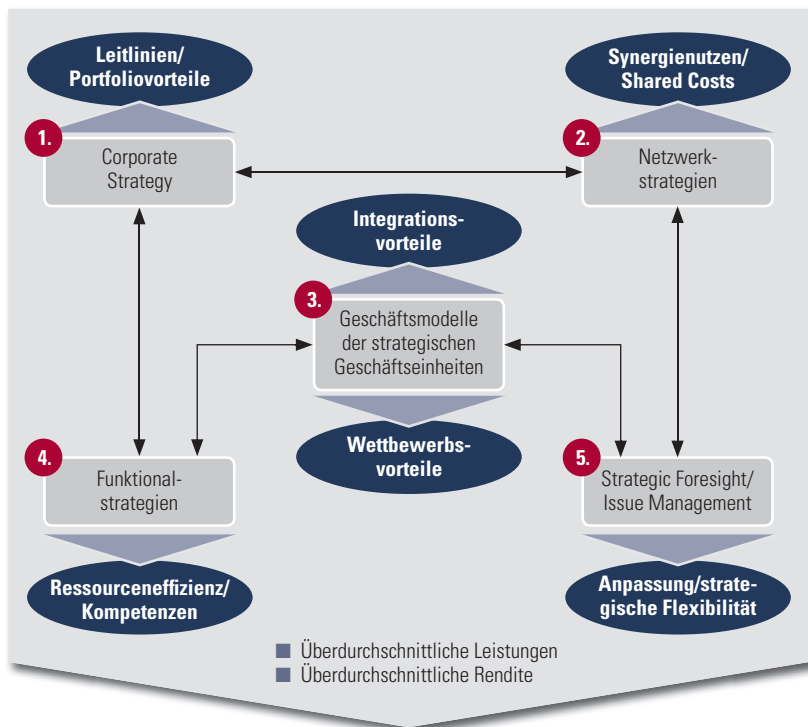 Leitlinien/
Portfoliovorteile
Synergienutzen/
Shared Costs
1.
Corporate
Strategy
2.
Netzwerk-
strategien
Integrations-
vorteile
3.
Geschäftsmodelle
der strategischen
Geschäftseinheiten
Wettbewerbs-
vorteile
4.
Funktional-
strategien
5.
Strategic Foresight/
Issue Management
Ressourceneffizienz/
Kompetenzen
Anpassung/strate-
gische Flexibilität
Überdurchschnittliche Leistungen
Überdurchschnittliche Rendite